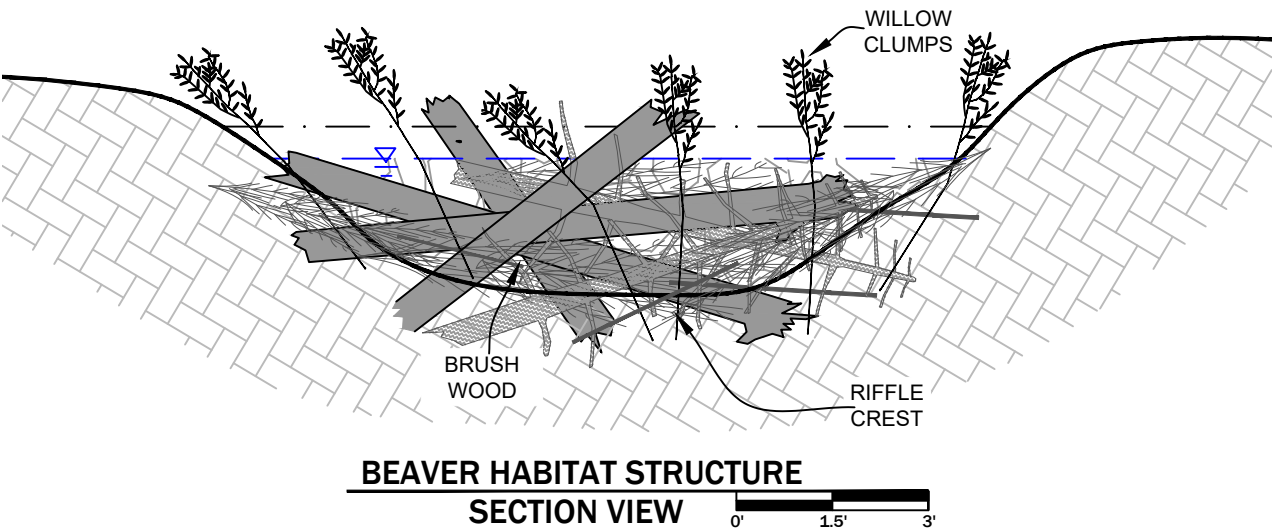 WILLOW
CLUMPS
BRUSH
WOOD
RIFFLE
CREST
BEAVER HABITAT STRUCTURE
SECTION VIEW
0' 1.5' 3'